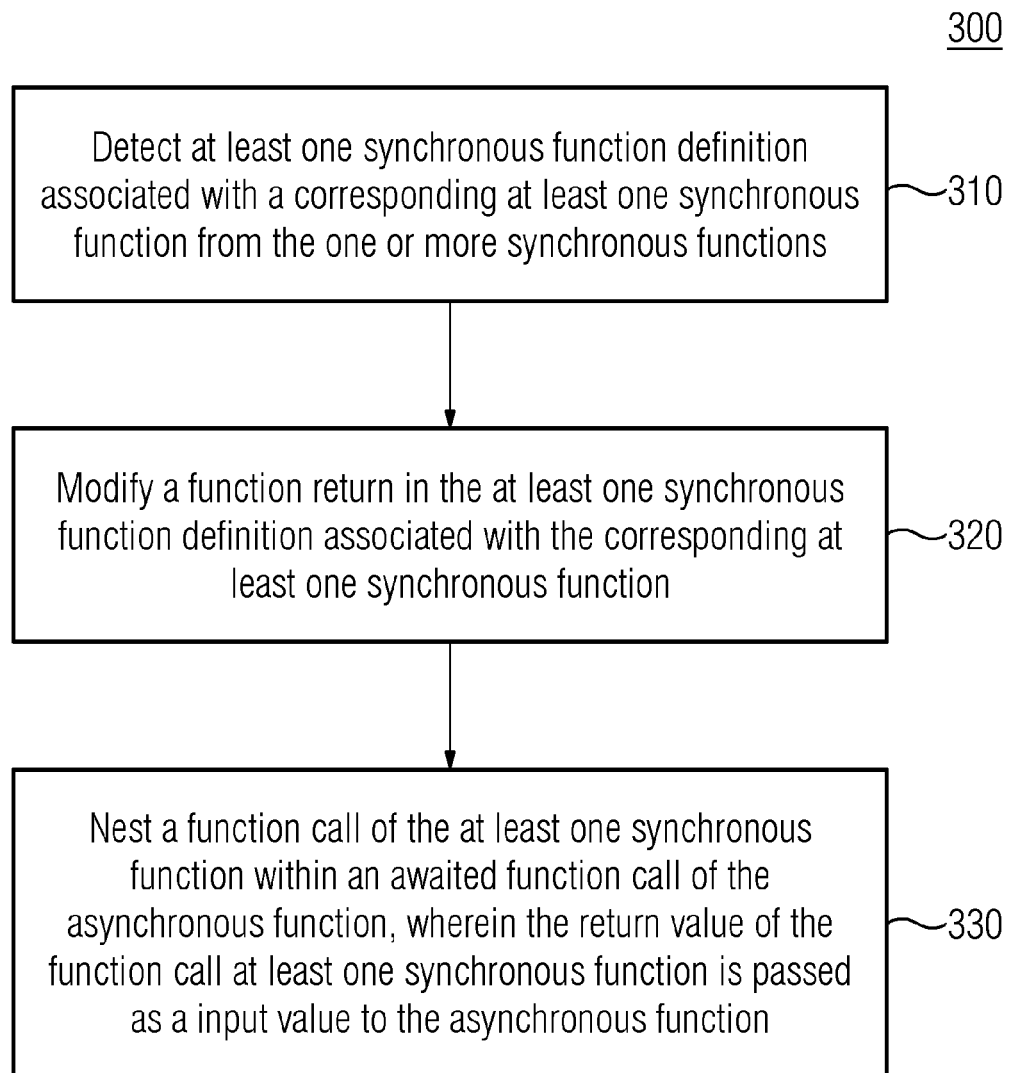 300
Detect at least one synchronous function definition
associated with a corresponding at least one synchronous
function from the one or more synchronous functions
310
Modify a function return in the at least one synchronous
function definition associated with the corresponding at
least one synchronous function
320
Nest a function call of the at least one synchronous
function within an awaited function call of the
asynchronous function, wherein the return value of the
function call at least one synchronous function is passed
as a input value to the asynchronous function
330